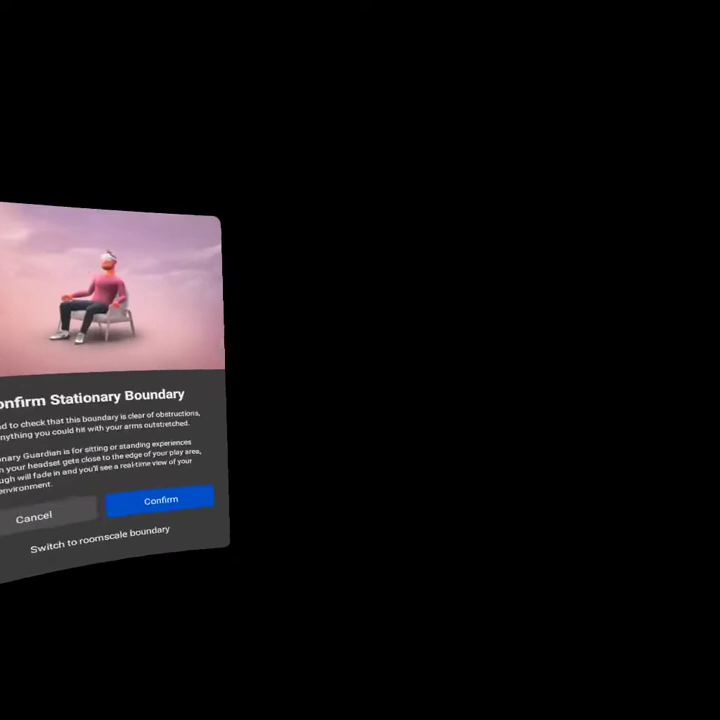 onfirm Stationary Boundary
d to check that this boundary is clear of obstructions,
nything you could hit with your arms outstretched.
nary Guardian is for sitting or standing experiences
n your headset gets close to the edge of your play area,
ugh will fade in and you'll see a real-time view of your
environment.
Cancel
Confirm
Switch to roomscale boundary